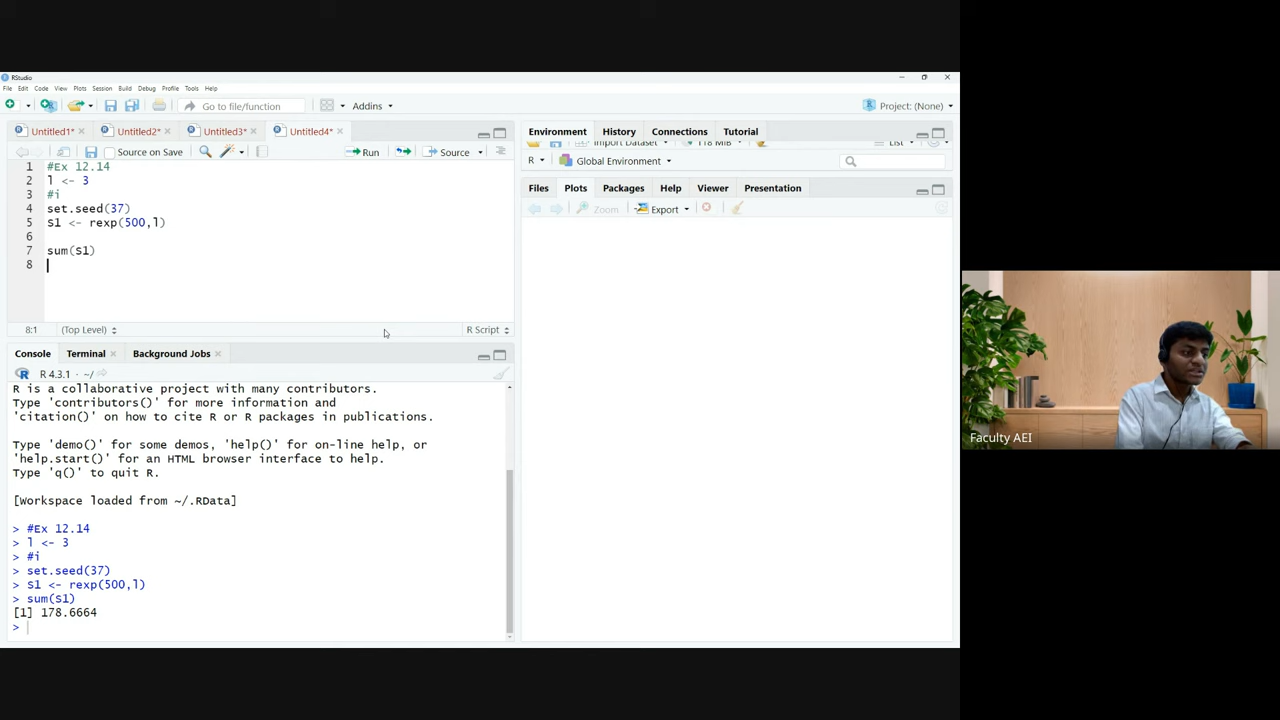 RStudio
File Edit Code View Plots Session Build Debug Profile Tools Help
Go to file/function
Addins
Project: (None)
Untitled1*
Untitled2*
Untitled3*
Untitled4*
Source on Save
Run
Source
1 #Ex 12.14
2 l <- 3
3 #i
4 set.seed(37)
5 S1 <- rexp(500,l)
6
7 sum(S1)
8
8:1
(Top Level)
R Script
Console
Terminal
Background Jobs
R 4.3.1 · ~/
R is a collaborative project with many contributors.
Type 'contributors()' for more information and
'citation()' on how to cite R or R packages in publications.
Type 'demo()' for some demos, 'help()' for on-line help, or
'help.start()' for an HTML browser interface to help.
Type 'q()' to quit R.
[Workspace loaded from ~/.RData]
> #Ex 12.14
> l <- 3
> #i
> set.seed(37)
> S1 <- rexp(500,l)
> sum(S1)
[1] 178.6664
>
Environment
History
Connections
Tutorial
Import Dataset
118 MiB
List
R
Global Environment
Files
Plots
Packages
Help
Viewer
Presentation
Zoom
Export
Faculty AEI